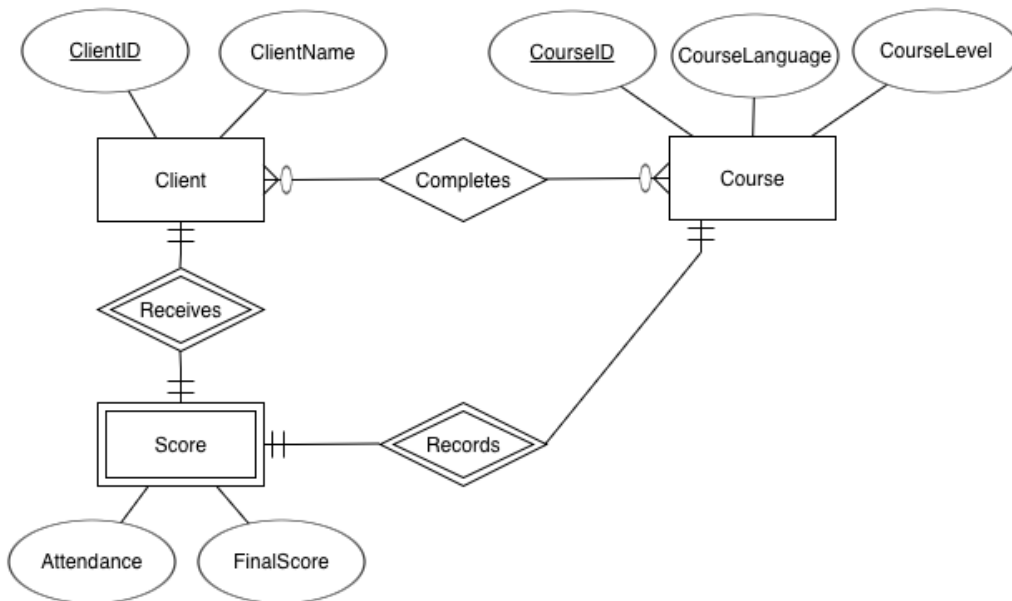 ClientID
ClientName
CourseID
CourseLanguage
CourseLevel
Client
Completes
Course
Receives
Score
Records
Attendance
FinalScore